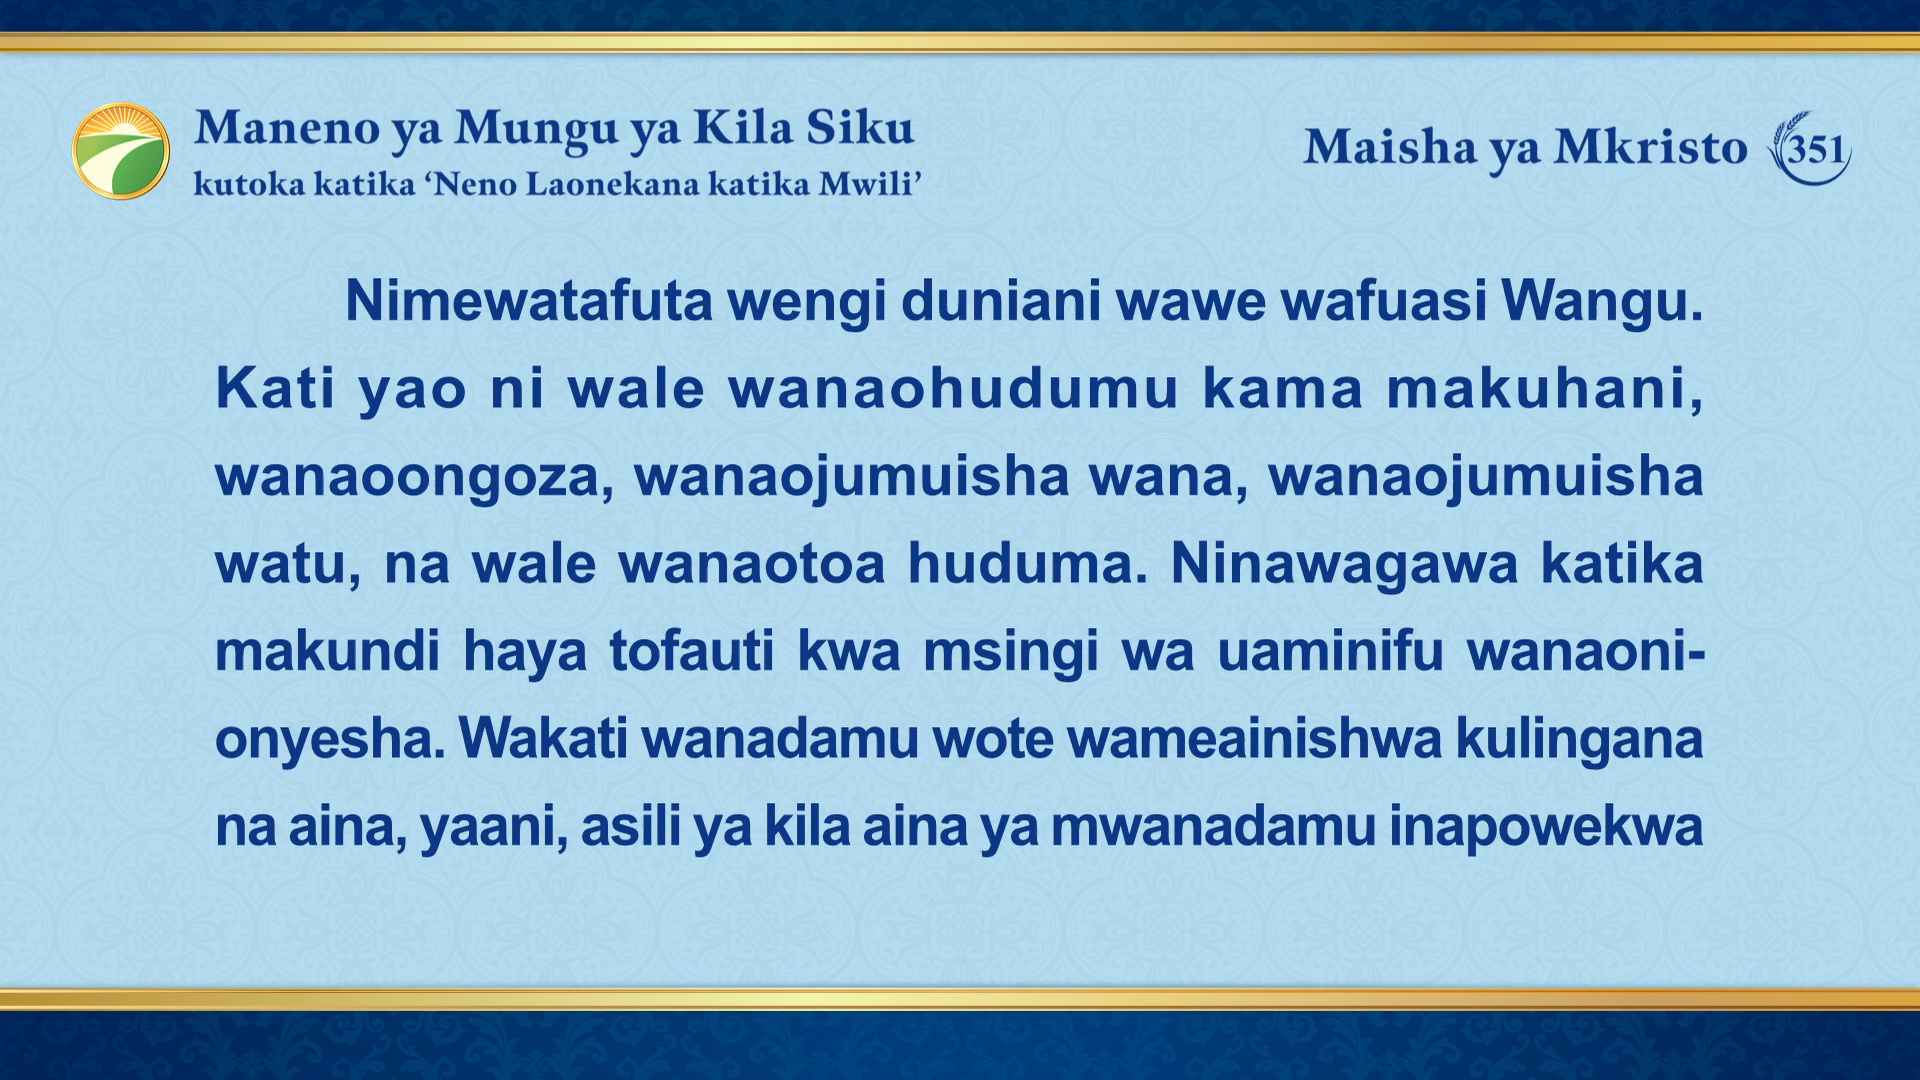 Maneno ya Mungu ya Kila Siku
kutoka katika ‘Neno Laonekana katika Mwili’
Maisha ya Mkristo 351
Nimewatafuta wengi duniani wawe wafuasi Wangu.
Kati yao ni wale wanaohudumu kama makuhani,
wanaoongoza, wanaojumuisha wana, wanaojumuisha
watu, na wale wanaotoa huduma. Ninawagawa katika
makundi haya tofauti kwa msingi wa uaminifu wanaoni-
onyesha. Wakati wanadamu wote wameainishwa kulingana
na aina, yaani, asili ya kila aina ya mwanadamu inapowekwa